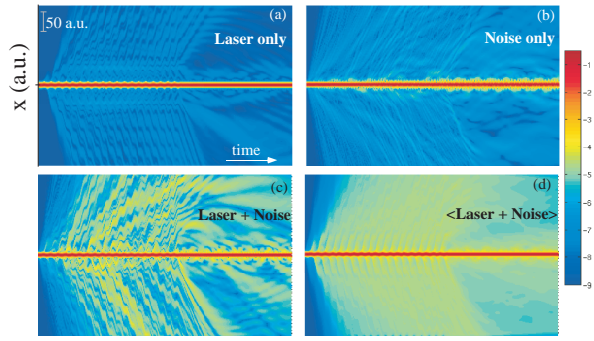 50 a.u.
(a)
Laser only
x (a.u.)
time
(b)
Noise only
(c)
Laser + Noise
(d)
<Laser + Noise>
-1
-2
-3
-4
-5
-6
-7
-8
-9